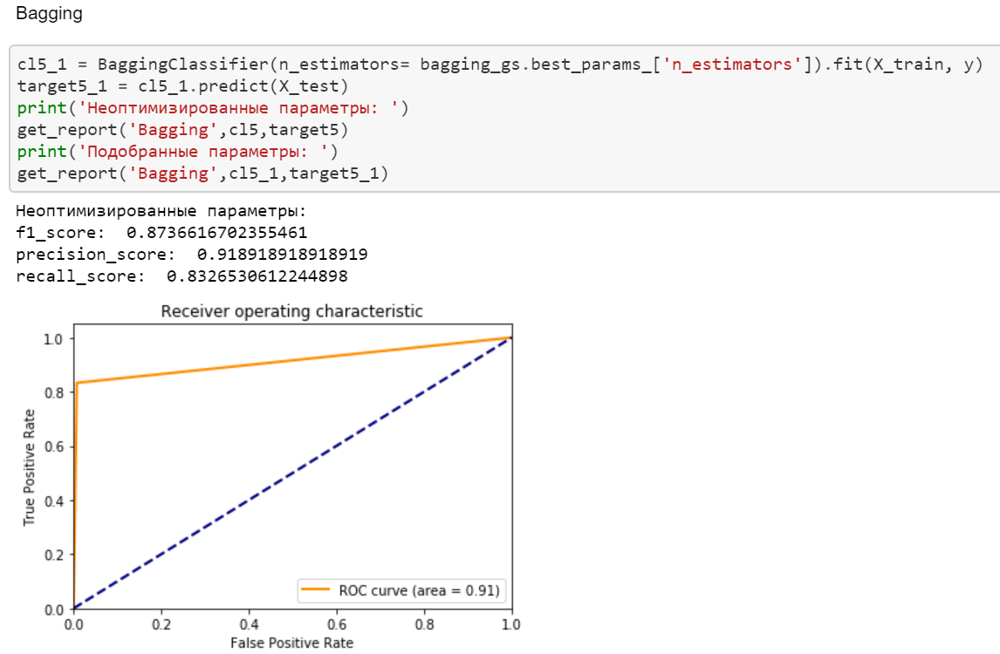 Bagging
cl5_1 = BaggingClassifier(n_estimators= bagging_gs.best_params_['n_estimators']).fit(X_train, y)
target5_1 = cl5_1.predict(X_test)
print('Неоптимизированные параметры: ')
get_report('Bagging',cl5,target5)
print('Подобранные параметры: ')
get_report('Bagging',cl5_1,target5_1)
Неоптимизированные параметры:
f1_score:  0.8736616702355461
precision_score:  0.918918918918919
recall_score:  0.8326530612244898
Receiver operating characteristic
1.0
0.8
0.6
0.4
0.2
0.0
True Positive Rate
ROC curve (area = 0.91)
0.0 0.2 0.4 0.6 0.8 1.0
False Positive Rate